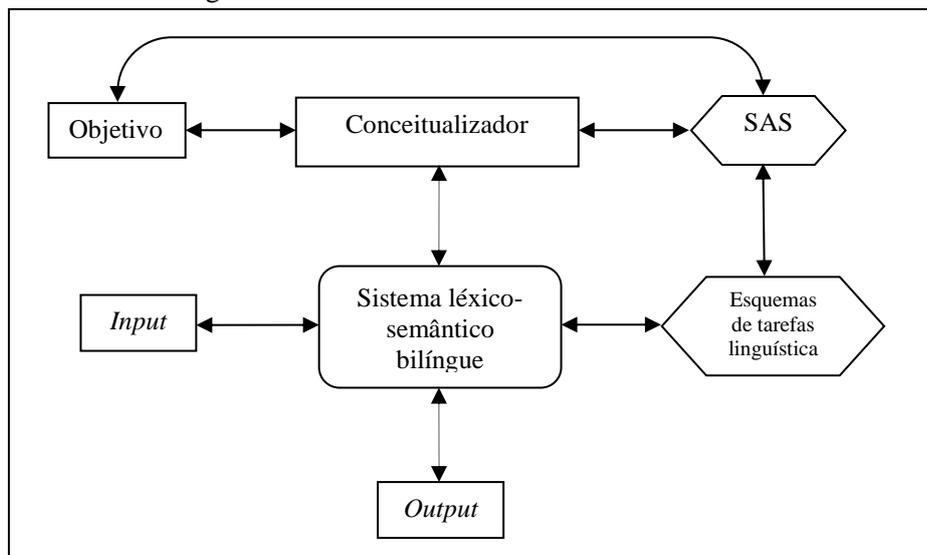 Objetivo
Conceitualizador
SAS
Input
Sistema léxico-
semântico
bilíngue
Esquemas
de tarefas
linguística
Output